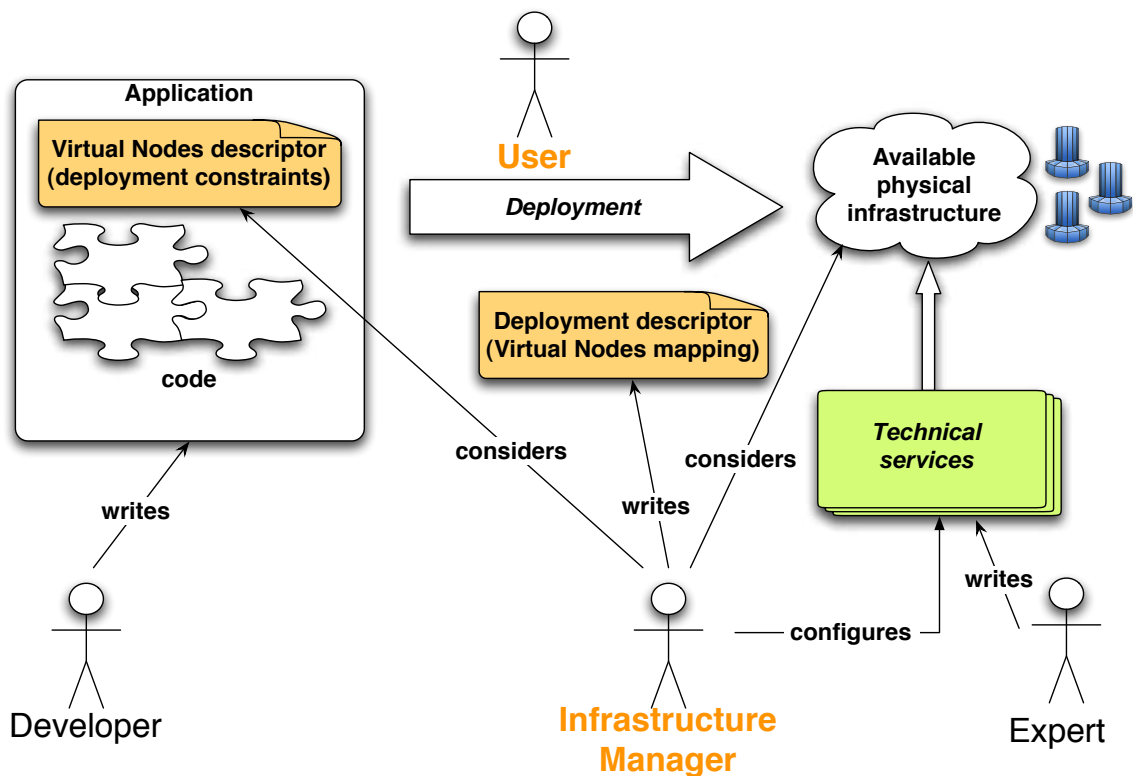 Application
Virtual Nodes descriptor
(deployment constraints)
code
User
Deployment
Available
physical
infrastructure
Deployment descriptor
(Virtual Nodes mapping)
Technical
services
considers
considers
writes
writes
writes
configures
Developer
Infrastructure
Manager
Expert